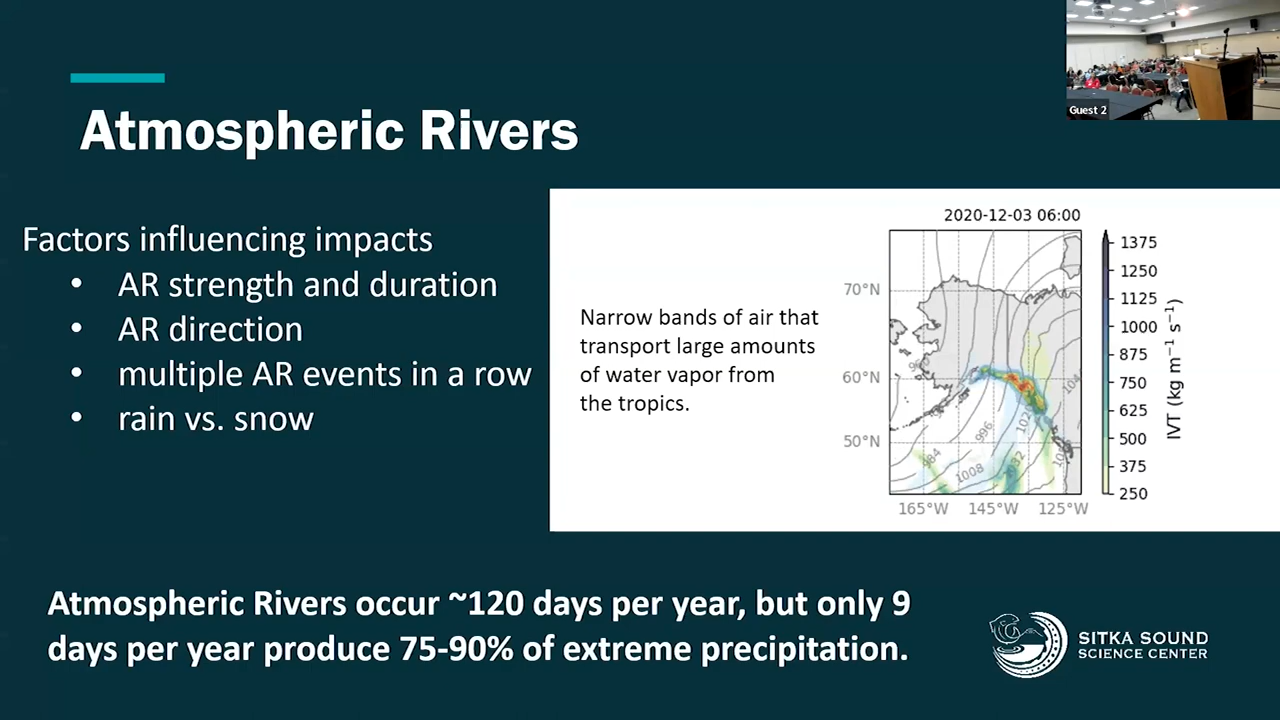 Guest 2
Atmospheric Rivers
Factors influencing impacts
• AR strength and duration
• AR direction
• multiple AR events in a row
• rain vs. snow
Narrow bands of air that
transport large amounts
of water vapor from
the tropics.
2020-12-03 06:00
70°N
60°N
50°N
165°W 145°W 125°W
996
984
1008
1375
1250
1125
1000
875
750
625
500
375
250
IVT (kg m⁻¹ s⁻¹)
Atmospheric Rivers occur ~120 days per year, but only 9
days per year produce 75-90% of extreme precipitation.
SITKA SOUND
SCIENCE CENTER